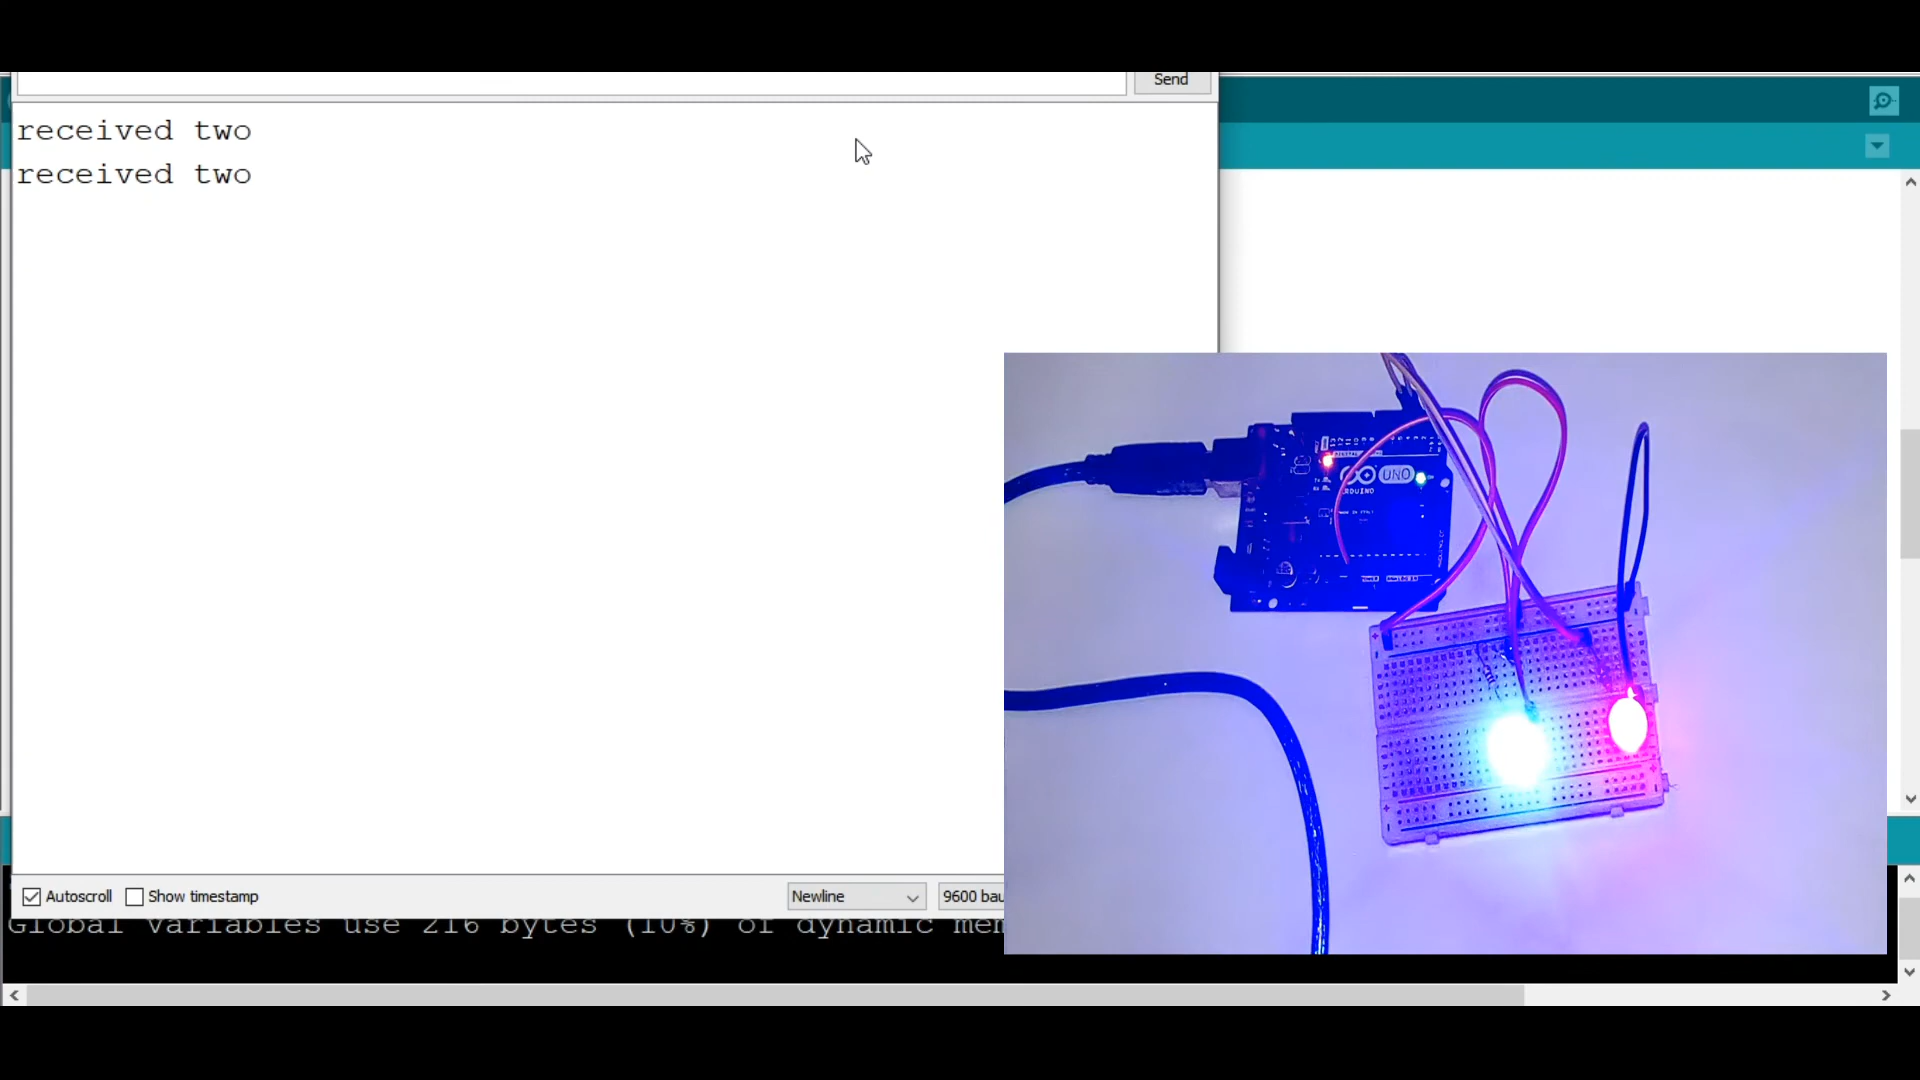 Send
received two
received two
Autoscroll
Show timestamp
Newline
9600 bau
Global variables use 216 bytes (10%) of dynamic mem
UNO
ARDUINO